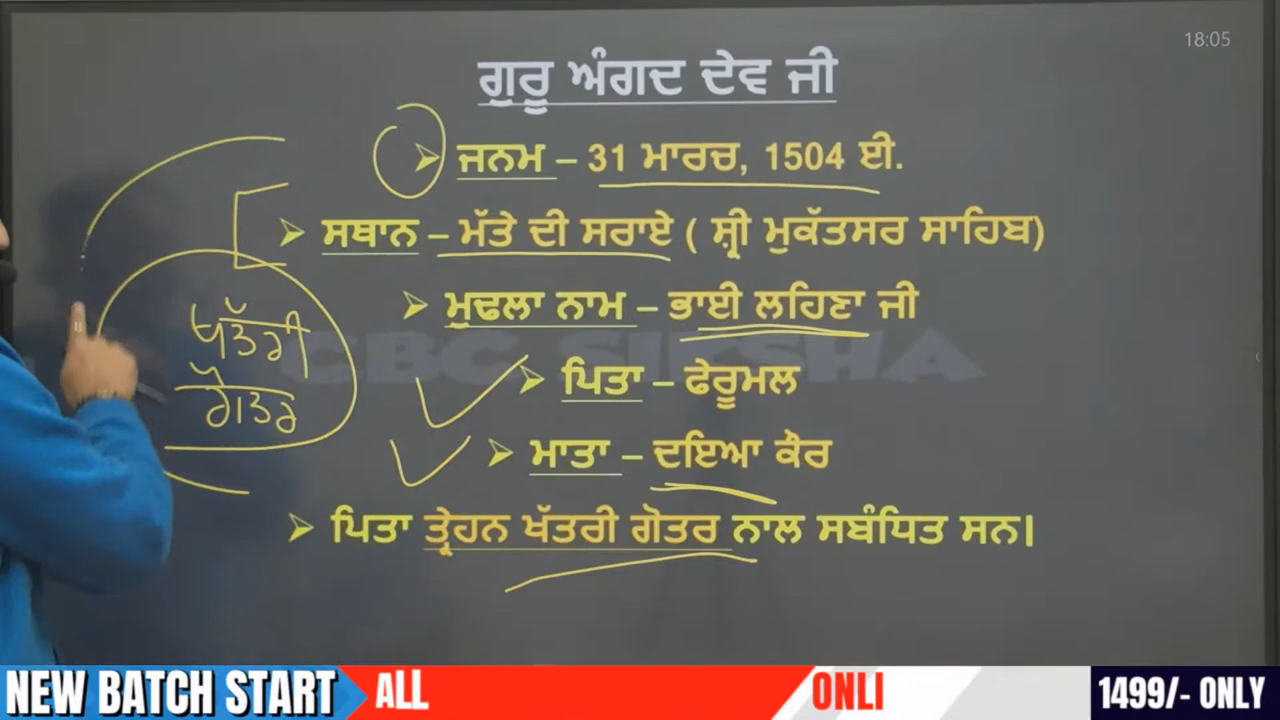 18:05
ਗੁਰੂ ਅੰਗਦ ਦੇਵ ਜੀ
➢ ਜਨਮ – 31 ਮਾਰਚ, 1504 ਈ.
➢ ਸਥਾਨ – ਮੱਤੇ ਦੀ ਸਰਾਏ ( ਸ਼੍ਰੀ ਮੁਕੱਤਸਰ ਸਾਹਿਬ)
➢ ਮੁਢਲਾ ਨਾਮ – ਭਾਈ ਲਹਿਣਾ ਜੀ
➢ ਪਿਤਾ – ਫੇਰੂਮਲ
➢ ਮਾਤਾ – ਦਇਆ ਕੌਰ
➢ ਪਿਤਾ ਤ੍ਰੇਹਨ ਖੱਤਰੀ ਗੋਤਰ ਨਾਲ ਸਬੰਧਿਤ ਸਨ।
ਖੱਤਰੀ
ਗੋਤਰ
CBC SIKSHA
NEW BATCH START ALL ONLI 1499/- ONLY